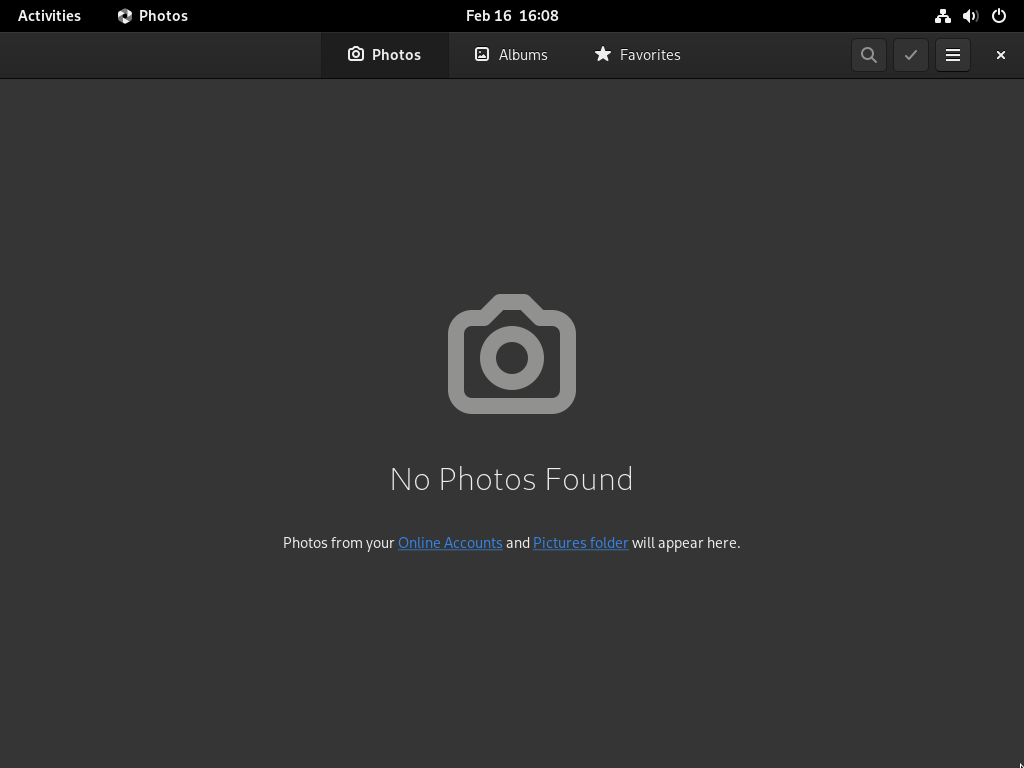 Activities Photos Feb 16 16:08
Photos Albums Favorites
No Photos Found
Photos from your Online Accounts and Pictures folder will appear here.